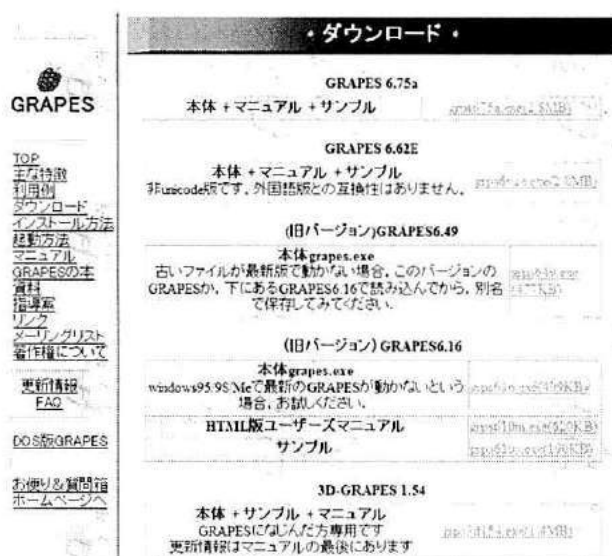 ・ダウンロード・
GRAPES
TOP
主な特徴
利用例
ダウンロード
インストール方法
起動方法
マニュアル
GRAPESの本
資料
指導案
リンク
メーリングリスト
著作権について
更新情報
FAQ
DOS版GRAPES
お便り&質問箱
ホームページへ
GRAPES 6.75a
本体 + マニュアル + サンプル
GRAPES 6.62E
本体 + マニュアル + サンプル
非unicode版です。外国語版との互換性はありません。
(旧バージョン)GRAPES6.49
本体grapes.exe
古いファイルが最新版で動かない場合，このバージョンの
GRAPESか，下にあるGRAPES6.16で読み込んでから，別名
で保存してみてください．
(旧バージョン) GRAPES6.16
本体grapes.exe
windows95,98,Meで最新のGRAPESが動かないという
場合，お試しください．
HTML版ユーザーズマニュアル
サンプル
3D-GRAPES 1.54
本体 + サンプル + マニュアル
GRAPESになじんだ方専用です
更新情報はマニュアルの最後にあります